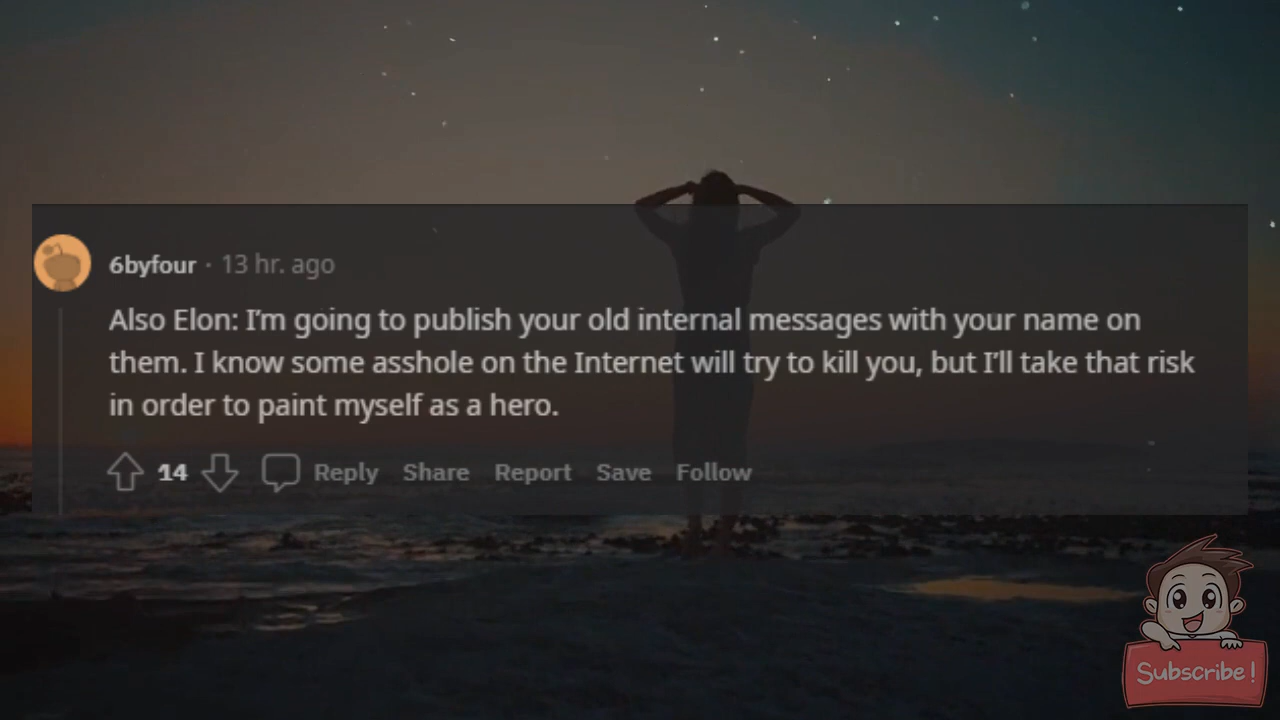 6byfour · 13 hr. ago
Also Elon: I'm going to publish your old internal messages with your name on
them. I know some asshole on the Internet will try to kill you, but I'll take that risk
in order to paint myself as a hero.
14 Reply Share Report Save Follow
Subscribe!